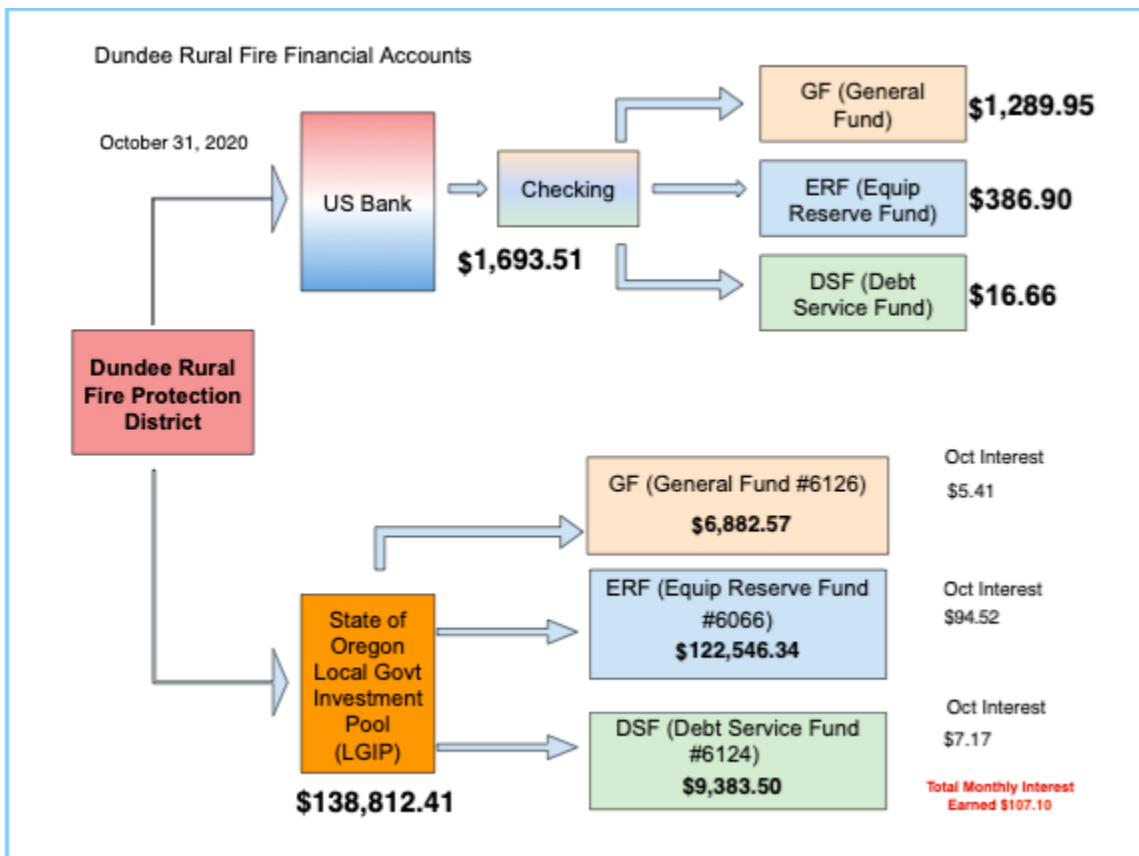 Dundee Rural Fire Financial Accounts
October 31, 2020
US Bank
Checking
$1,693.51
GF (General
Fund)
$1,289.95
ERF (Equip
Reserve Fund)
$386.90
DSF (Debt
Service Fund)
$16.66
Dundee Rural
Fire Protection
District
State of
Oregon
Local Govt
Investment
Pool
(LGIP)
$138,812.41
GF (General Fund #6126)
$6,882.57
Oct Interest
$5.41
ERF (Equip Reserve Fund
#6066)
$122,546.34
Oct Interest
$94.52
DSF (Debt Service Fund
#6124)
$9,383.50
Oct Interest
$7.17
Total Monthly Interest
Earned $107.10